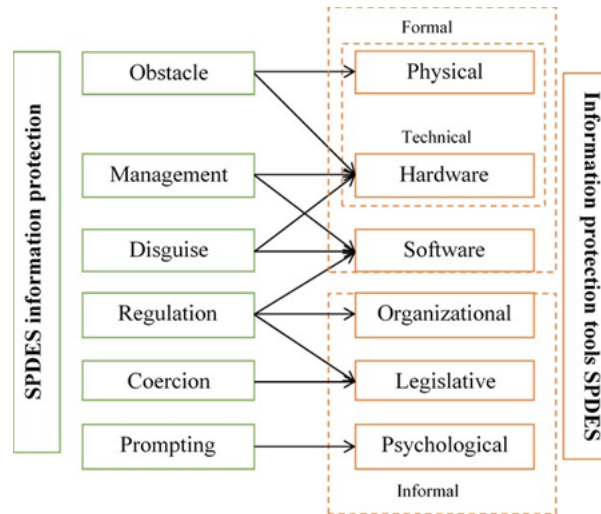 SPDES information protection
Obstacle
Management
Disguise
Regulation
Coercion
Prompting
Formal
Physical
Technical
Hardware
Software
Organizational
Legislative
Psychological
Informal
Information protection tools SPDES